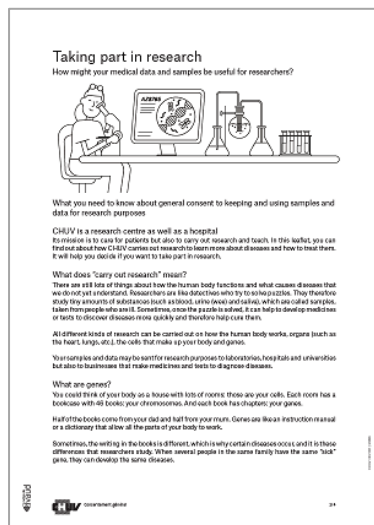 Taking part in research
How might your medical data and samples be useful for researchers?
AZ8765
What you need to know about general consent to keeping and using samples and
data for research purposes
CHUV is a research centre as well as a hospital
Its mission is to care for patients but also to carry out research and teach. In this leaflet, you can
find out about how CHUV carries out research to learn more about diseases and how to treat them.
It will help you decide if you want to take part in research.
What does "carry out research" mean?
There are still lots of things about how the human body functions and what causes diseases that
we do not yet understand. Researchers are like detectives who try to solve puzzles. They therefore
study tiny amounts of substances (such as blood, urine (wee) and saliva), which are called samples,
taken from people who are ill. Sometimes, once the puzzle is solved, it can help to develop medicines
or tests to discover diseases more quickly and therefore help cure them.
All different kinds of research can be carried out on how the human body works, organs (such as
the heart, lungs, etc.), the cells that make up your body and genes.
Your samples and data may be sent for research purposes to laboratories, hospitals and universities
but also to businesses that make medicines and tests to diagnose diseases.
What are genes?
You could think of your body as a house with lots of rooms: those are your cells. Each room has a
bookcase with 46 books: your chromosomes. And each book has chapters: your genes.
Half of the books come from your dad and half from your mum. Genes are like an instruction manual
or a dictionary that allow all the parts of your body to work.
Sometimes, the writing in the books is different, which is why certain diseases occur, and it is these
differences that researchers study. When several people in the same family have the same "sick"
gene, they can develop the same diseases.
CHUV Consentement général